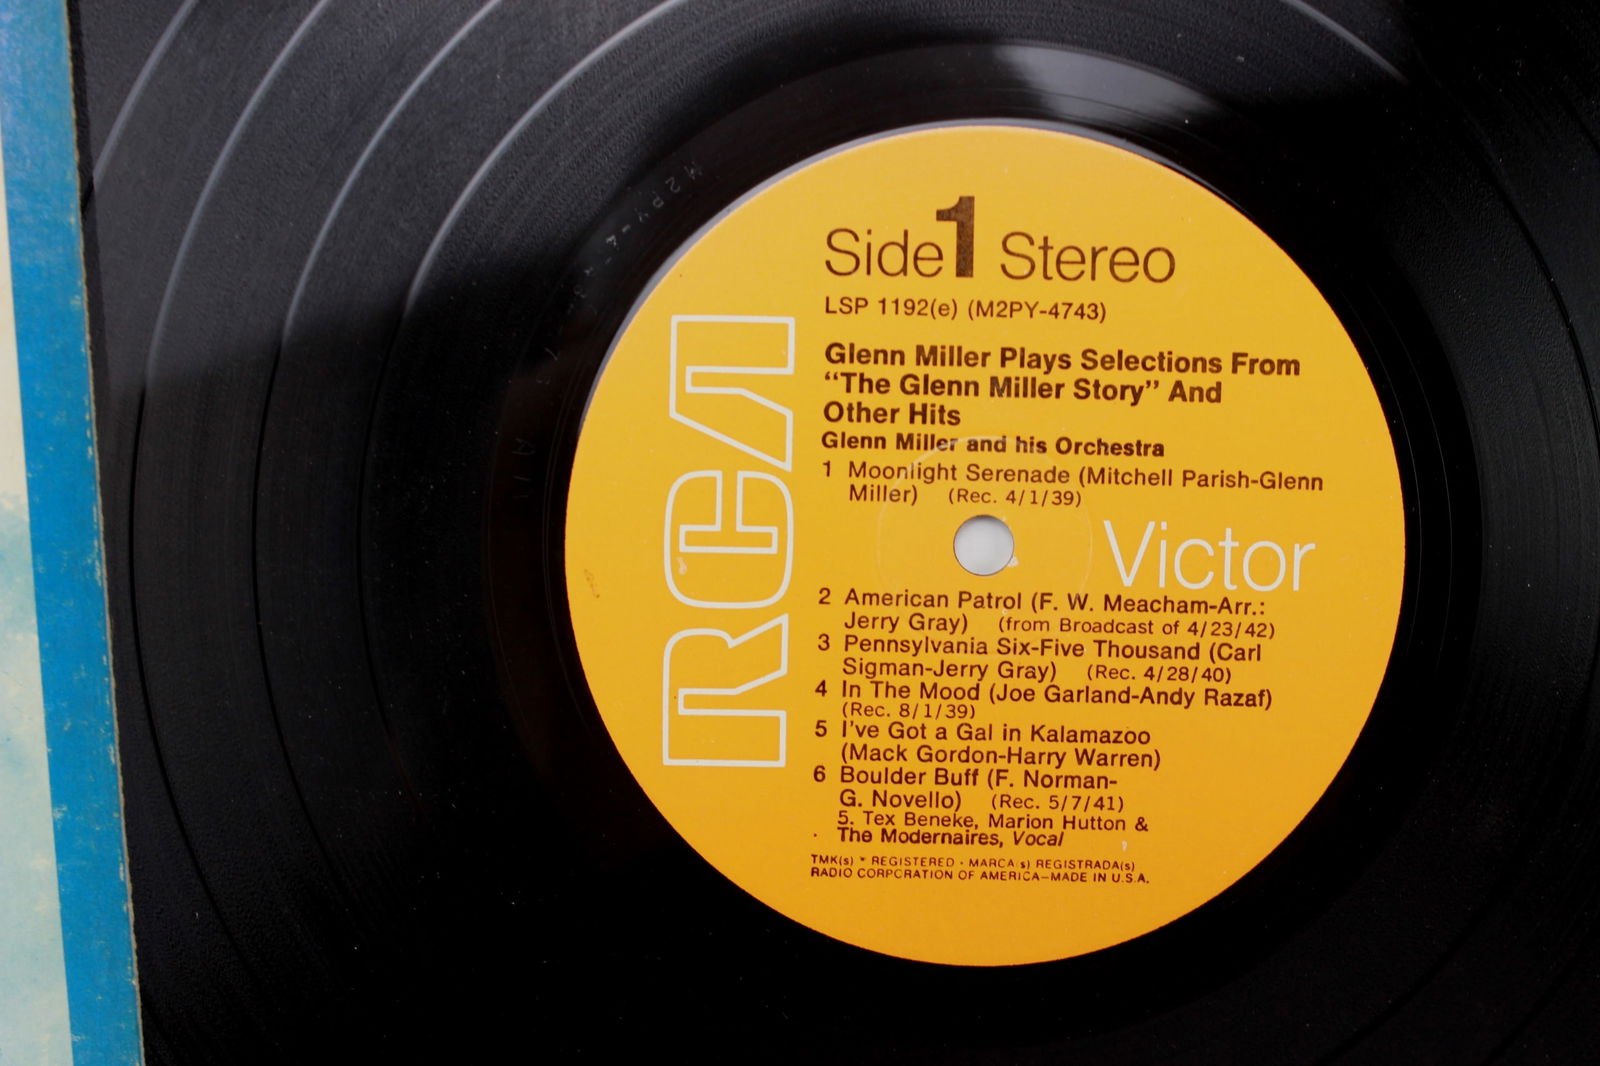 Side 1 Stereo
LSP 1192(e) (M2PY-4743)
Glenn Miller Plays Selections From
"The Glenn Miller Story" And
Other Hits
Glenn Miller and his Orchestra
1 Moonlight Serenade (Mitchell Parish-Glenn
Miller) (Rec. 4/1/39)
RCA
Victor
2 American Patrol (F. W. Meacham-Arr.:
Jerry Gray) (from Broadcast of 4/23/42)
3 Pennsylvania Six-Five Thousand (Carl
Sigman-Jerry Gray) (Rec. 4/28/40)
4 In The Mood (Joe Garland-Andy Razaf)
(Rec. 8/1/39)
5 I've Got a Gal in Kalamazoo
(Mack Gordon-Harry Warren)
6 Boulder Buff (F. Norman-
G. Novello) (Rec. 5/7/41)
5. Tex Beneke, Marion Hutton &
The Modernaires, Vocal
TMK(s) ® REGISTERED • MARCA(s) REGISTRADA(s)
RADIO CORPORATION OF AMERICA—MADE IN U.S.A.